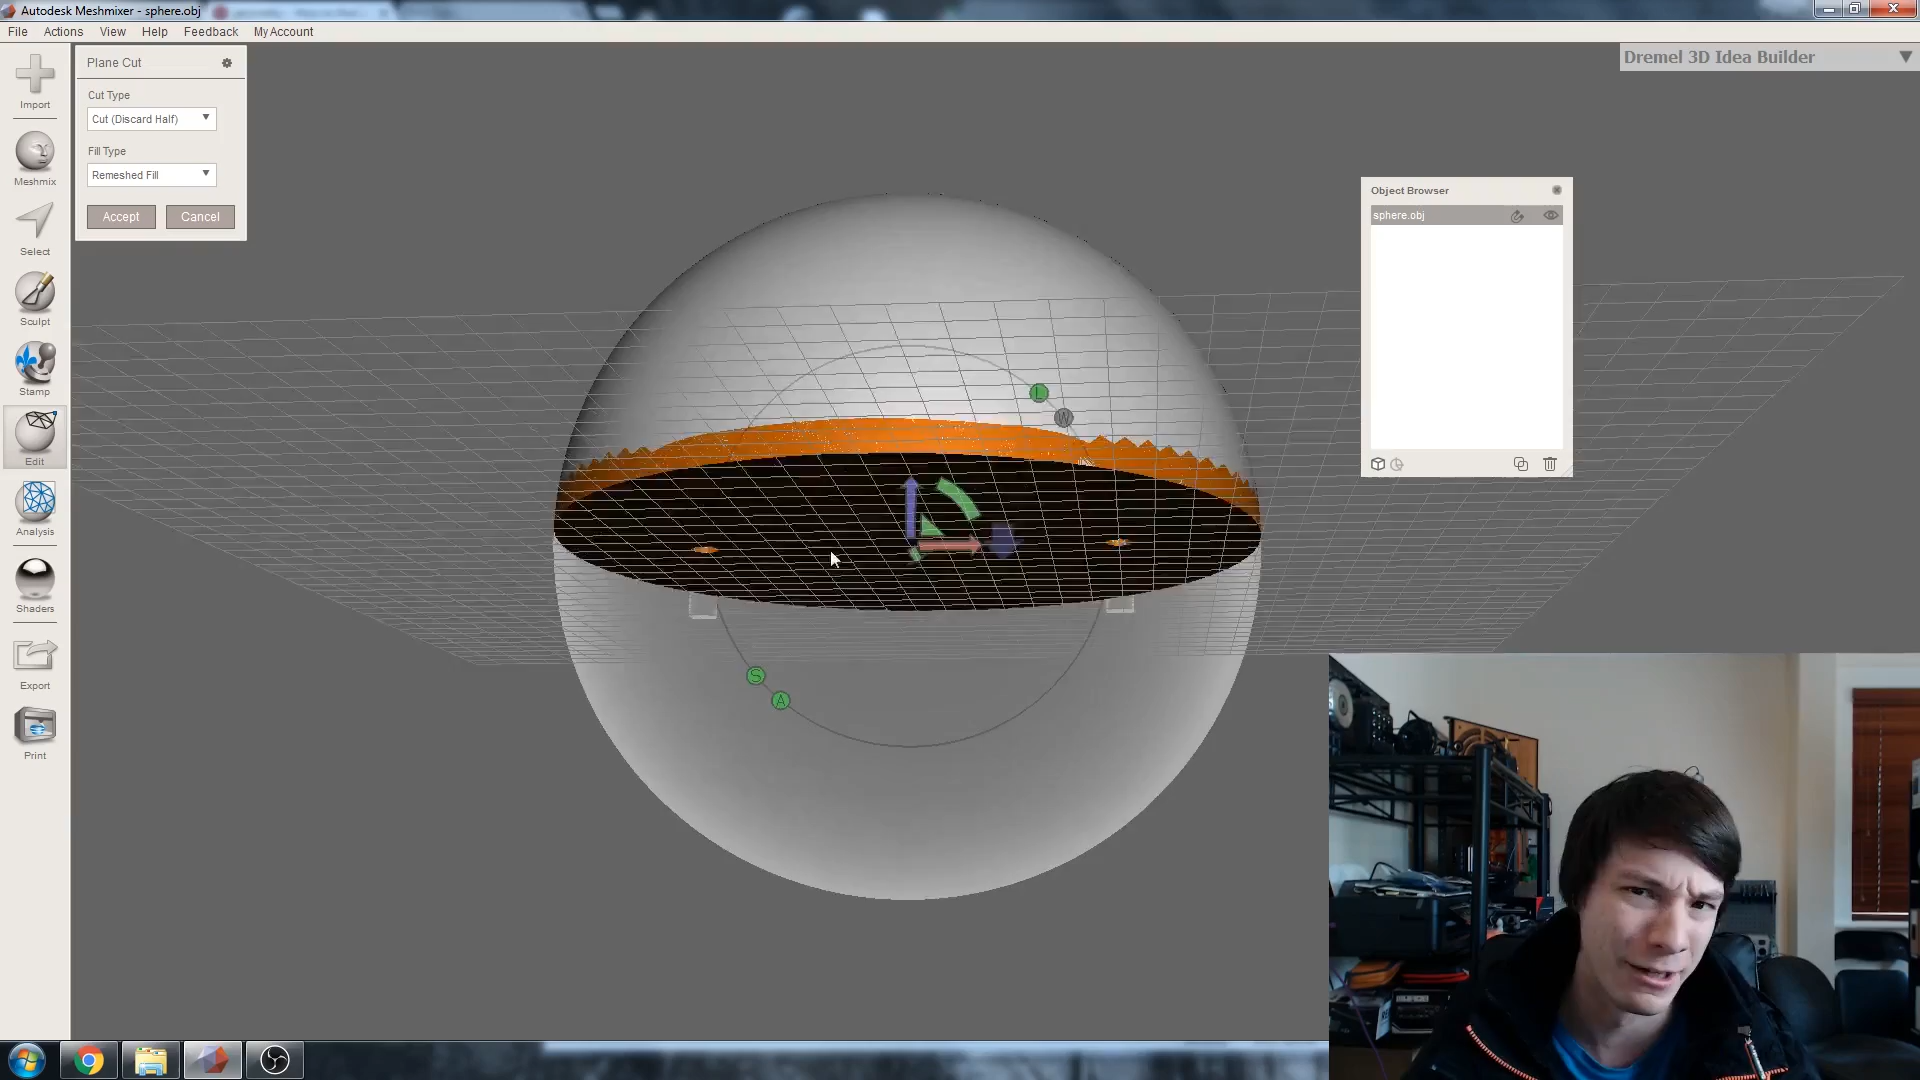 Autodesk Meshmixer - sphere.obj
File Actions View Help Feedback My Account
Plane Cut
Cut Type
Cut (Discard Half)
Fill Type
Remeshed Fill
Accept Cancel
Import
Meshmix
Select
Sculpt
Stamp
Edit
Analysis
Shaders
Export
Print
Dremel 3D Idea Builder
Object Browser
sphere.obj
L
W
S
A